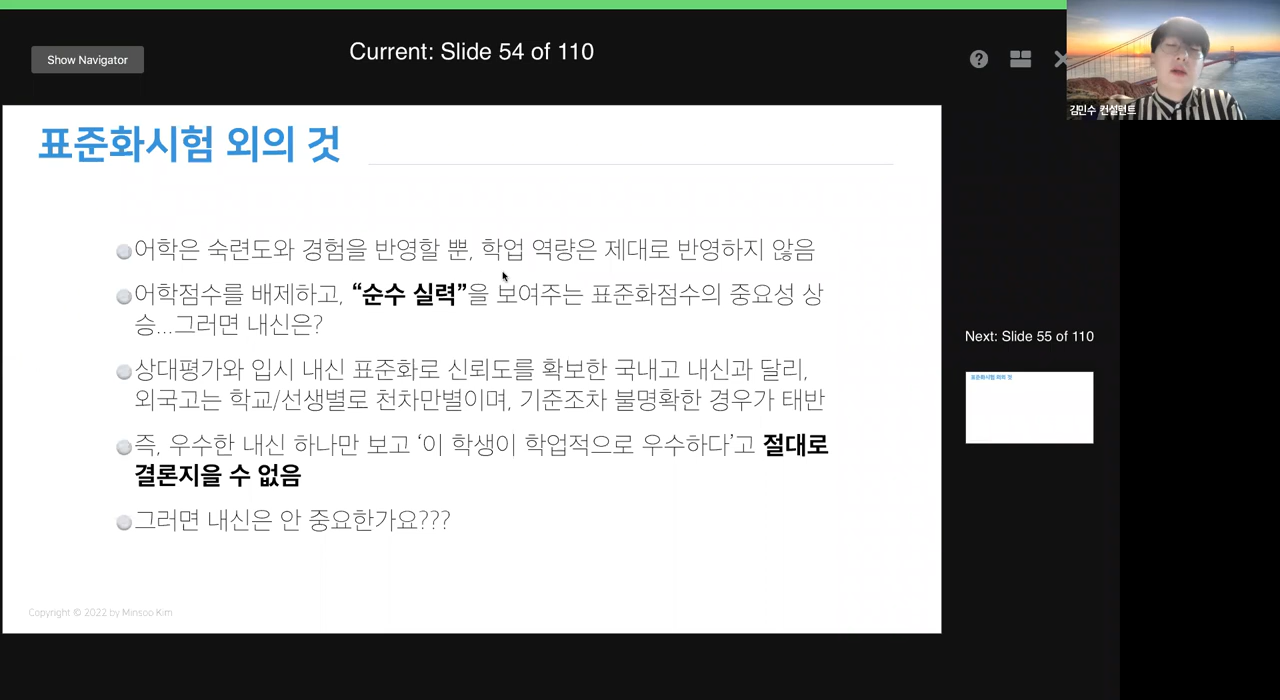 Show Navigator
Current: Slide 54 of 110
김민수 컨설턴트
표준화시험 외의 것
어학은 숙련도와 경험을 반영할 뿐, 학업 역량은 제대로 반영하지 않음
어학점수를 배제하고, “순수 실력”을 보여주는 표준화점수의 중요성 상
승...그러면 내신은?
상대평가와 입시 내신 표준화로 신뢰도를 확보한 국내고 내신과 달리,
외국고는 학교/선생별로 천차만별이며, 기준조차 불명확한 경우가 태반
즉, 우수한 내신 하나만 보고 ‘이 학생이 학업적으로 우수하다’고 절대로
결론지을 수 없음
그러면 내신은 안 중요한가요???
Copyright © 2022 by Minsoo Kim
Next: Slide 55 of 110
표준화시험 외의 것